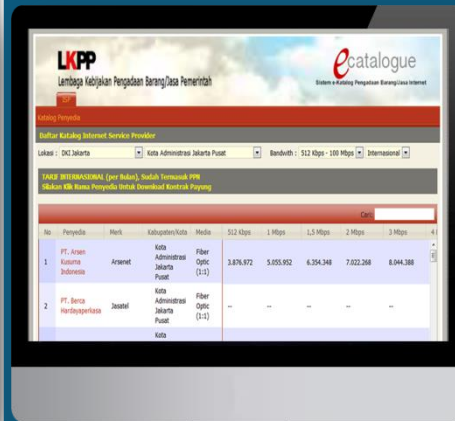 LKPP
Lembaga Kebijakan Pengadaan Barang/Jasa Pemerintah
ecatalogue
Sistem e-Katalog Pengadaan Barang/Jasa Internet
ISP
Katalog Penyedia
Daftar Katalog Internet Service Provider
Lokasi : DKI Jakarta Kota Administrasi Jakarta Pusat Bandwith : 512 Kbps - 100 Mbps Internasional
TARIF INTERNASIONAL (per Bulan), Sudah Termasuk PPN
Silakan Klik Nama Penyedia Untuk Download Kontrak Payung
Cari:
No Penyedia Merk Kabupaten/Kota Media 512 Kbps 1 Mbps 1,5 Mbps 2 Mbps 3 Mbps 4
1 PT. Arsen Kusuma Indonesia Arsenet Kota Administrasi Jakarta Pusat Fiber Optic (1:1) 3.876.972 5.055.952 6.354.348 7.022.268 8.044.388
2 PT. Berca Hardayaperkasa Jasatel Kota Administrasi Jakarta Pusat Fiber Optic (1:1) -- -- -- -- --
Kota